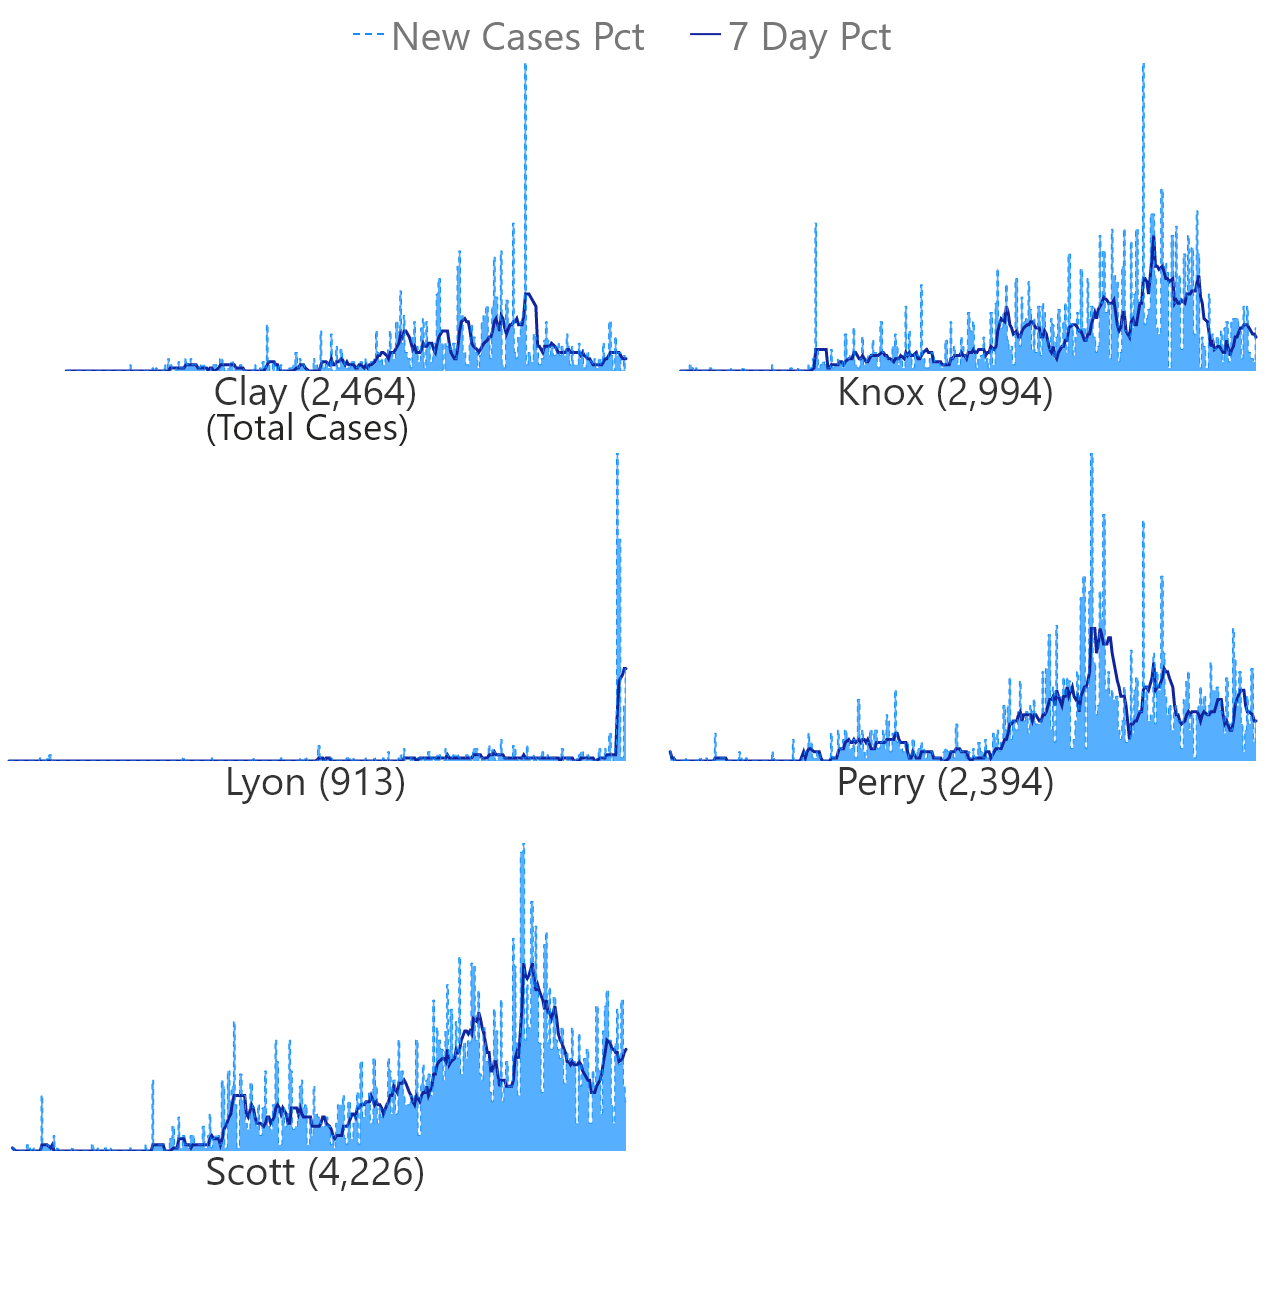 New Cases Pct 7 Day Pct
Clay (2,464)
(Total Cases)
Knox (2,994)
Lyon (913)
Perry (2,394)
Scott (4,226)